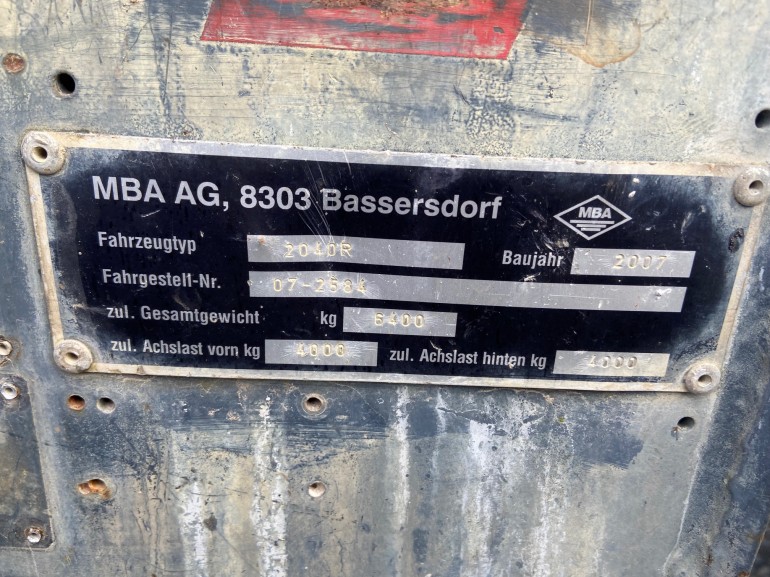 MBA AG, 8303 Bassersdorf
MBA
Fahrzeugtyp 2040R Baujahr 2007
Fahrgestell-Nr. 07-2584
zul. Gesamtgewicht kg 6400
zul. Achslast vorn kg 4000 zul. Achslast hinten kg 4000